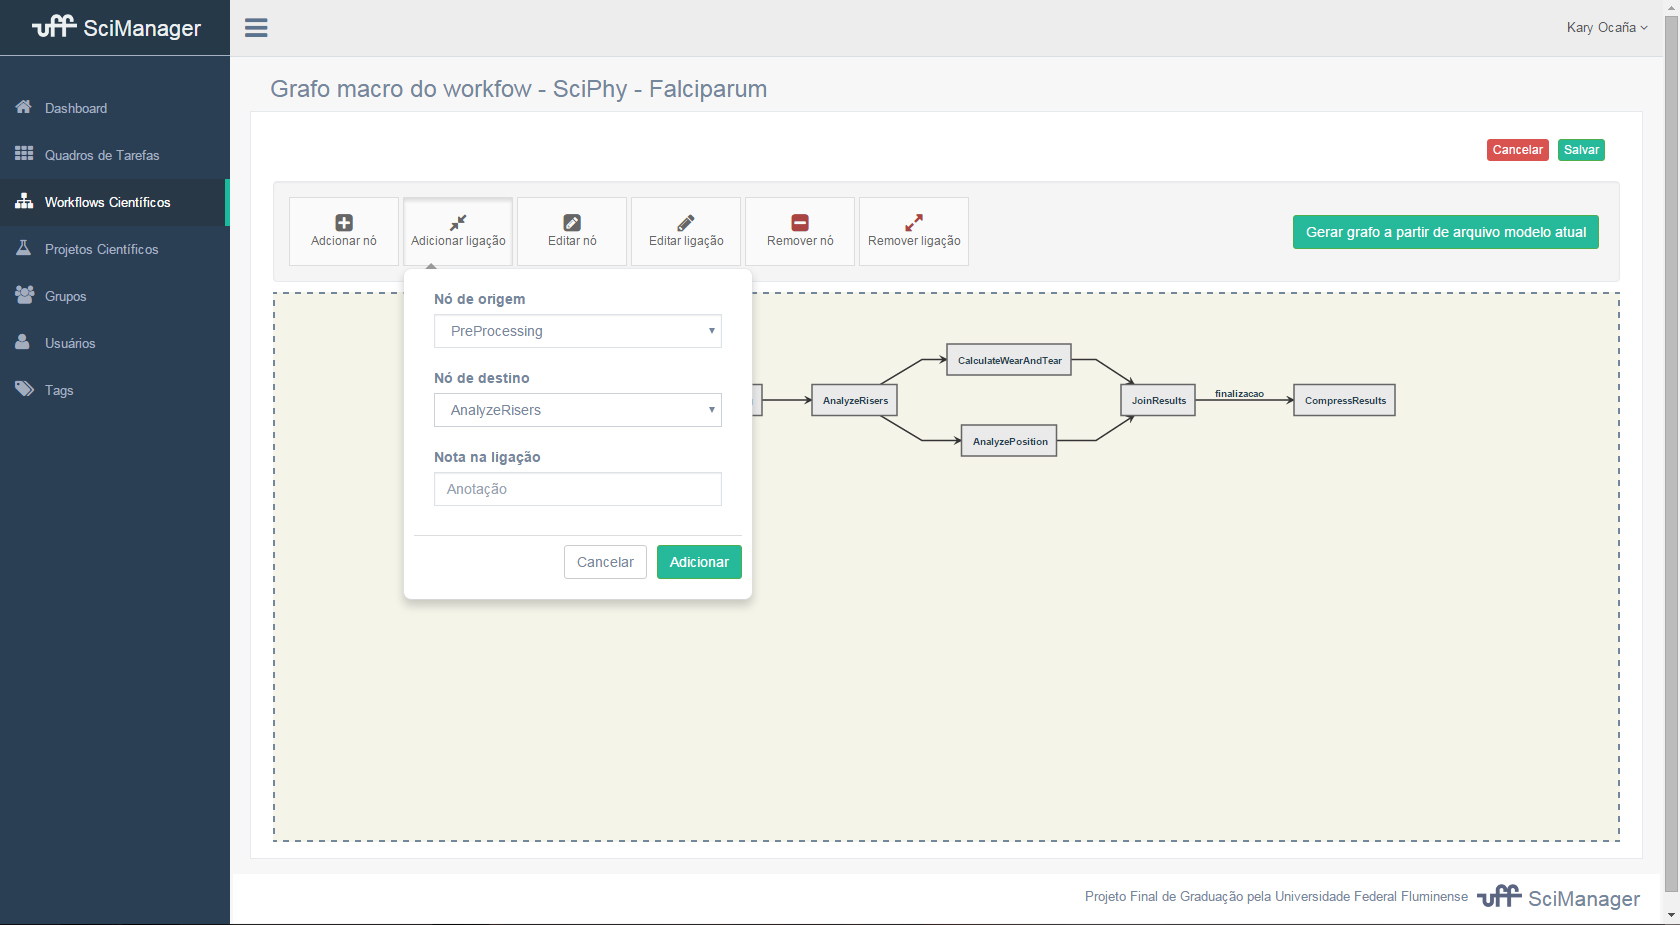 uff SciManager
Kary Ocaña
Dashboard
Quadros de Tarefas
Workflows Científicos
Projetos Científicos
Grupos
Usuários
Tags
Grafo macro do workfow - SciPhy - Falciparum
Cancelar Salvar
Adcionar nó Adicionar ligação Editar nó Editar ligação Remover nó Remover ligação
Gerar grafo a partir de arquivo modelo atual
Nó de origem
PreProcessing
Nó de destino
AnalyzeRisers
Nota na ligação
Anotação
Cancelar Adicionar
CalculateWearAndTear
AnalyzeRisers JoinResults finalizacao CompressResults
AnalyzePosition
Projeto Final de Graduação pela Universidade Federal Fluminense uff SciManager